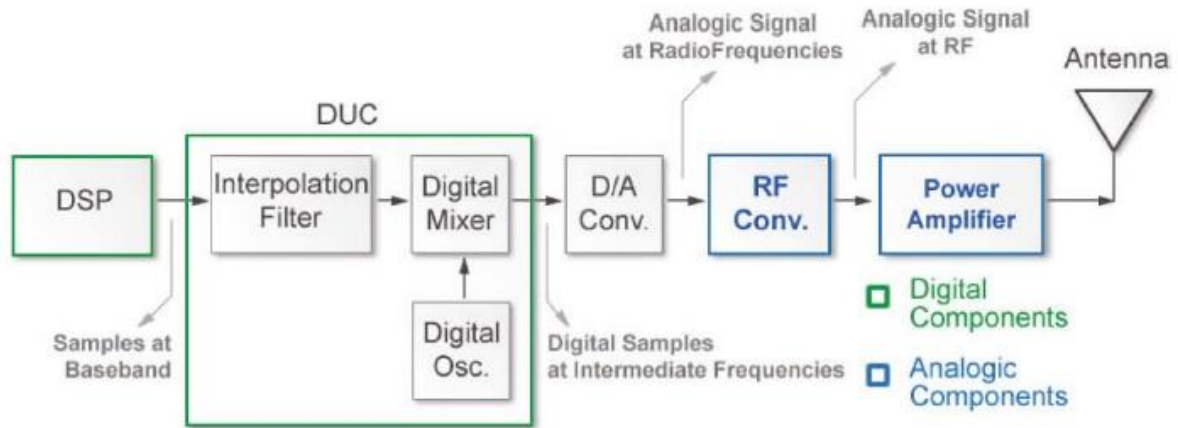 Analogic Signal
at RadioFrequencies
Analogic Signal
at RF
Antenna
DUC
DSP
Interpolation
Filter
Digital
Mixer
D/A
Conv.
RF
Conv.
Power
Amplifier
Digital
Osc.
Samples at
Baseband
Digital Samples
at Intermediate Frequencies
Digital
Components
Analogic
Components